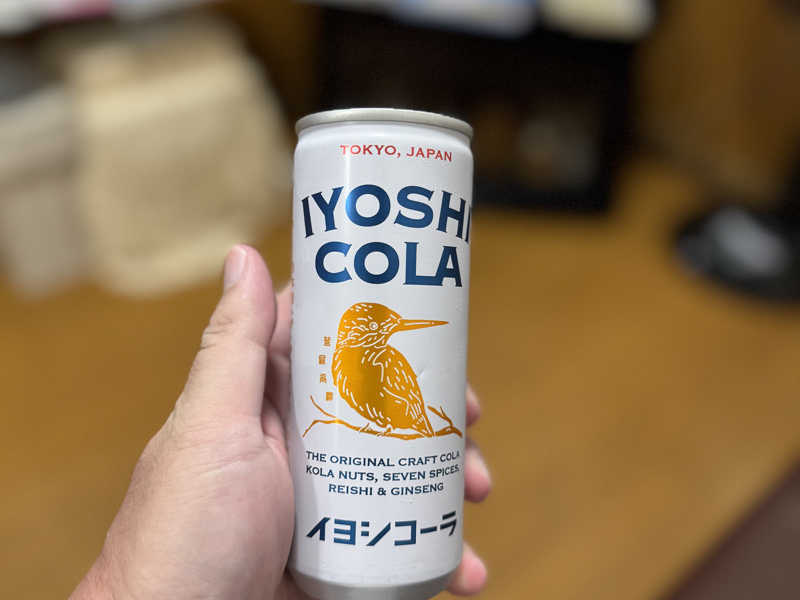 TOKYO, JAPAN
IYOSHI
COLA
THE ORIGINAL CRAFT COLA
KOLA NUTS, SEVEN SPICES,
REISHI & GINSENG
イヨシコーラ